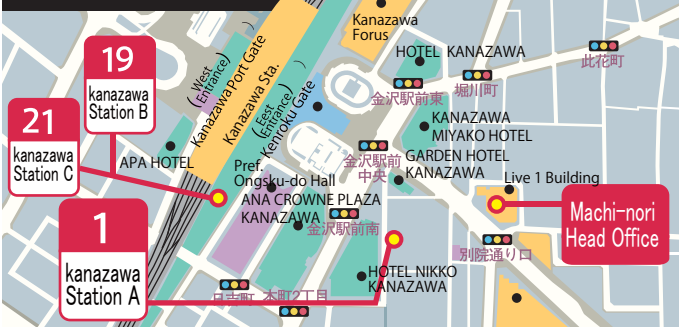 Kanazawa
Forus
19
kanazawa
Station B
West
(Entrance)
Kanazawa Port Gate
Kanazawa Sta.
(Eest
Entrance)
Kenroku Gate
HOTEL KANAZAWA
此花町
堀川町
金沢駅前東
21
kanazawa
Station C
APA HOTEL
KANAZAWA
MIYAKO HOTEL
金沢駅前
中央
GARDEN HOTEL
KANAZAWA
Pref.
Ongsku-do Hall
ANA CROWNE PLAZA
KANAZAWA
金沢駅前南
Live 1 Building
Machi-nori
Head Office
1
kanazawa
Station A
別院通り口
HOTEL NIKKO
KANAZAWA
日吉町
本町2丁目